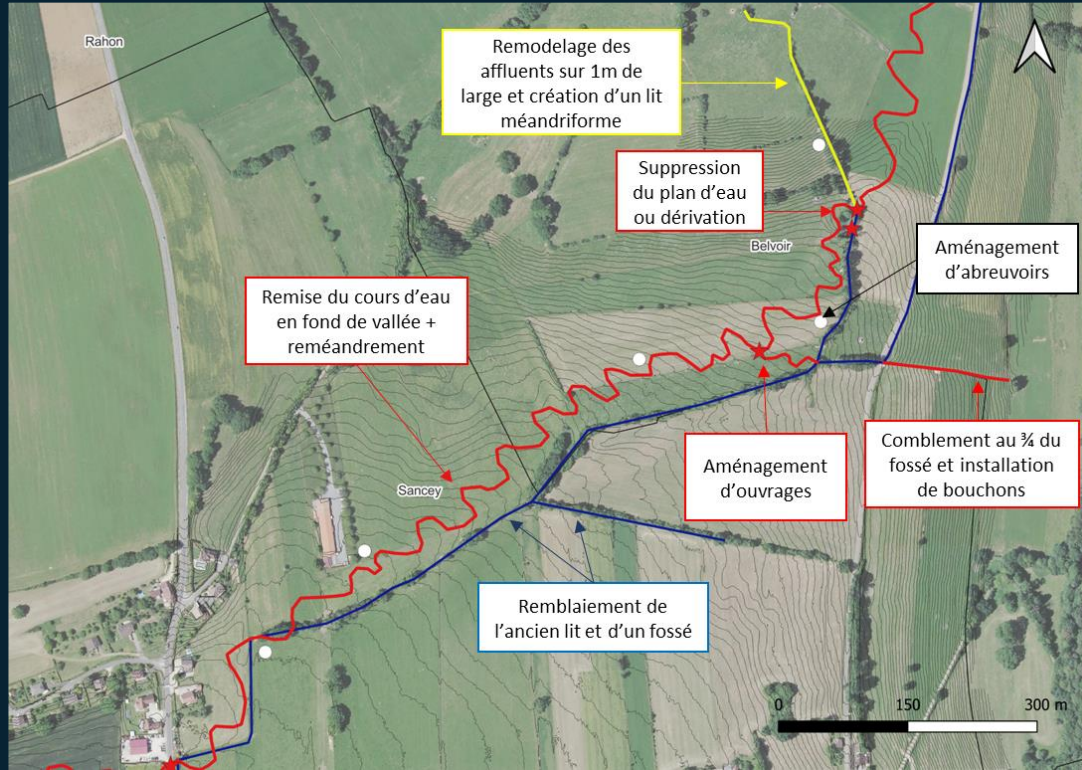 Rahon
Remodelage des
affluents sur 1m de
large et création d'un lit
méandriforme
Suppression
du plan d'eau
ou dérivation
Belvoir
Aménagement
d'abreuvoirs
Remise du cours d'eau
en fond de vallée +
reméandrement
Sancey
Aménagement
d'ouvrages
Comblement au ¾ du
fossé et installation
de bouchons
Remblaiement de
l'ancien lit et d'un fossé
0 150 300 m